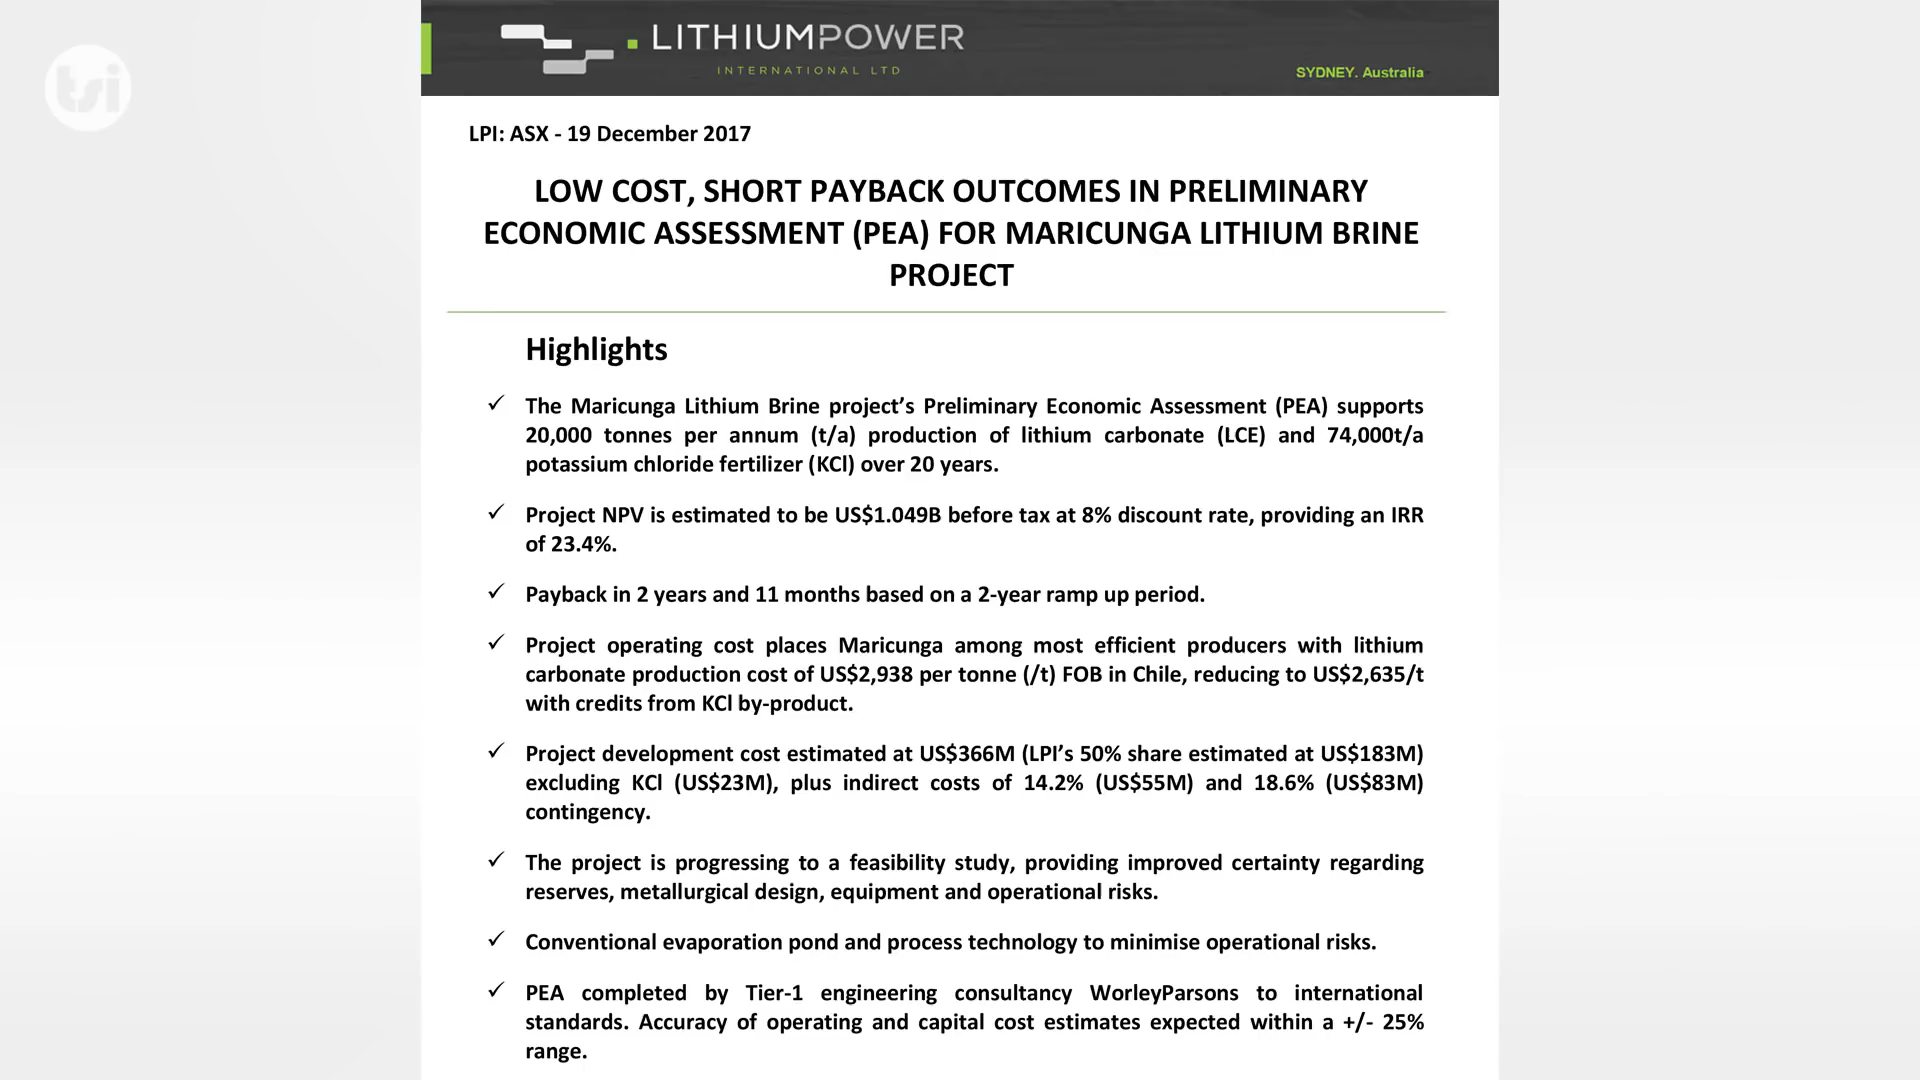 tsi
LITHIUMPOWER
INTERNATIONAL LTD
SYDNEY. Australia
LPI: ASX - 19 December 2017
LOW COST, SHORT PAYBACK OUTCOMES IN PRELIMINARY
ECONOMIC ASSESSMENT (PEA) FOR MARICUNGA LITHIUM BRINE
PROJECT
Highlights
✓ The Maricunga Lithium Brine project’s Preliminary Economic Assessment (PEA) supports
20,000 tonnes per annum (t/a) production of lithium carbonate (LCE) and 74,000t/a
potassium chloride fertilizer (KCl) over 20 years.
✓ Project NPV is estimated to be US$1.049B before tax at 8% discount rate, providing an IRR
of 23.4%.
✓ Payback in 2 years and 11 months based on a 2-year ramp up period.
✓ Project operating cost places Maricunga among most efficient producers with lithium
carbonate production cost of US$2,938 per tonne (/t) FOB in Chile, reducing to US$2,635/t
with credits from KCl by-product.
✓ Project development cost estimated at US$366M (LPI’s 50% share estimated at US$183M)
excluding KCl (US$23M), plus indirect costs of 14.2% (US$55M) and 18.6% (US$83M)
contingency.
✓ The project is progressing to a feasibility study, providing improved certainty regarding
reserves, metallurgical design, equipment and operational risks.
✓ Conventional evaporation pond and process technology to minimise operational risks.
✓ PEA completed by Tier-1 engineering consultancy WorleyParsons to international
standards. Accuracy of operating and capital cost estimates expected within a +/- 25%
range.